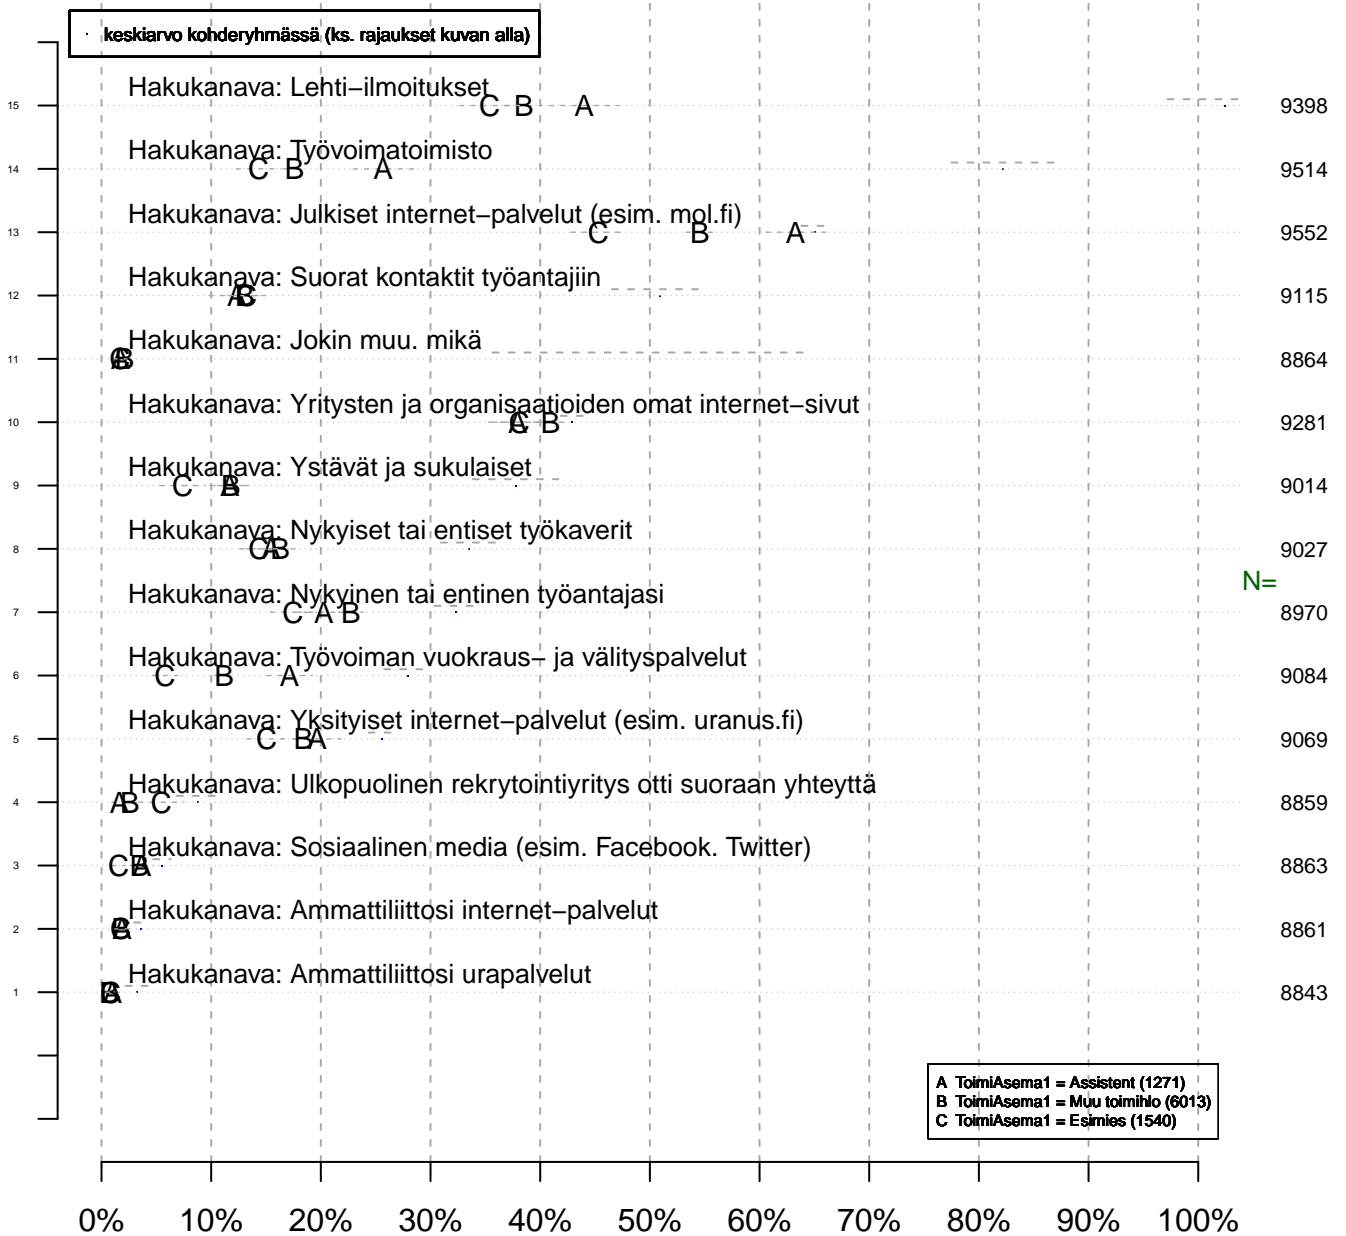 keskiarvo kohderyhmässä (ks. rajaukset kuvan alla)
Hakukanava: Lehti−ilmoitukset
15 C B A 9398
Hakukanava: Työvoimatoimisto
14 C B A 9514
Hakukanava: Julkiset internet−palvelut (esim. mol.fi)
13 C B A 9552
Hakukanava: Suorat kontaktit työantajiin
12 A B C 9115
Hakukanava: Jokin muu. mikä
11 C A B 8864
Hakukanava: Yritysten ja organisaatioiden omat internet−sivut
10 A C B 9281
Hakukanava: Ystävät ja sukulaiset
9 C B A 9014
Hakukanava: Nykyiset tai entiset työkaverit
8 C A B 9027
N=
Hakukanava: Nykyinen tai entinen työantajasi
7 C A B 8970
Hakukanava: Työvoiman vuokraus− ja välityspalvelut
6 C B A 9084
Hakukanava: Yksityiset internet−palvelut (esim. uranus.fi)
5 C B A 9069
Hakukanava: Ulkopuolinen rekrytointiyritys otti suoraan yhteyttä
4 A B C 8859
Hakukanava: Sosiaalinen media (esim. Facebook. Twitter)
3 C B A 8863
Hakukanava: Ammattiliittosi internet−palvelut
2 B C A 8861
Hakukanava: Ammattiliittosi urapalvelut
1 B C A 8843
A ToimiAsema1 = Assistent (1271)
B ToimiAsema1 = Muu toimihlo (6013)
C ToimiAsema1 = Esimies (1540)
0% 10% 20% 30% 40% 50% 60% 70% 80% 90% 100%